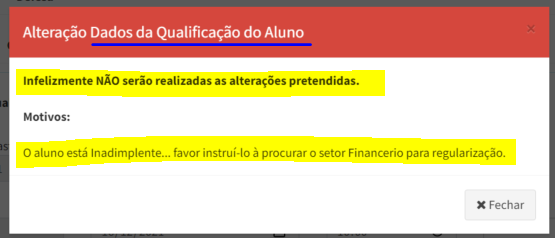 Alteração Dados da Qualificação do Aluno
×
Infelizmente NÃO serão realizadas as alterações pretendidas.
Motivos:
O aluno está Inadimplente... favor instruí-lo à procurar o setor Financerio para regularização.
✖ Fechar